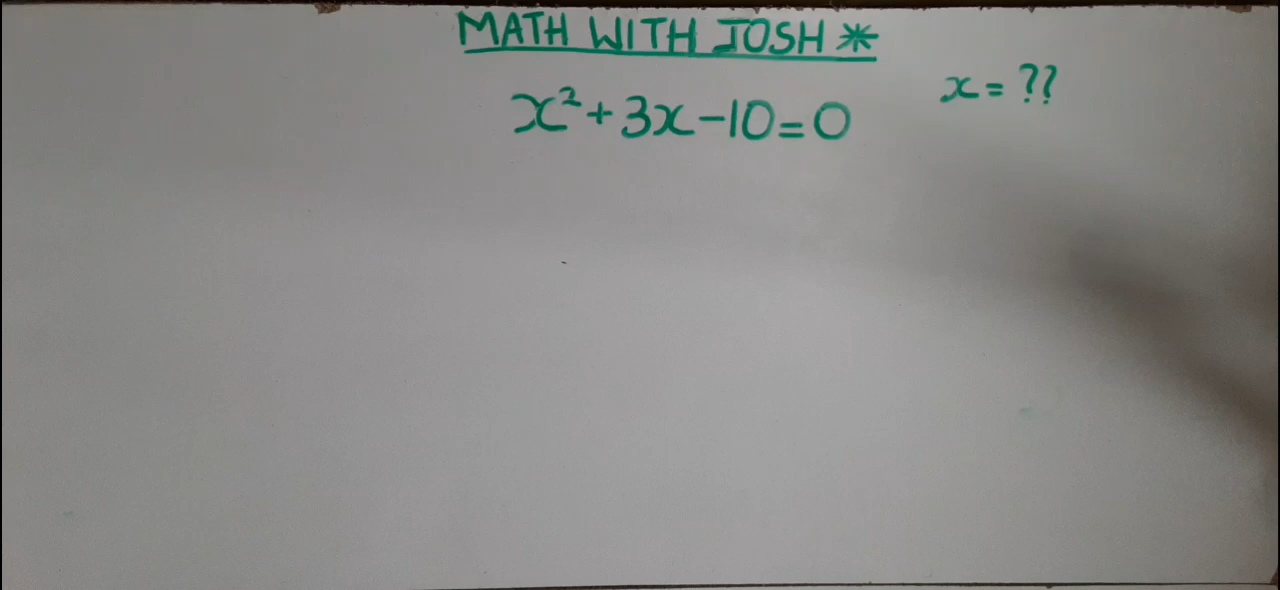 MATH WITH JOSH *
x = ??
x² + 3x - 10 = 0